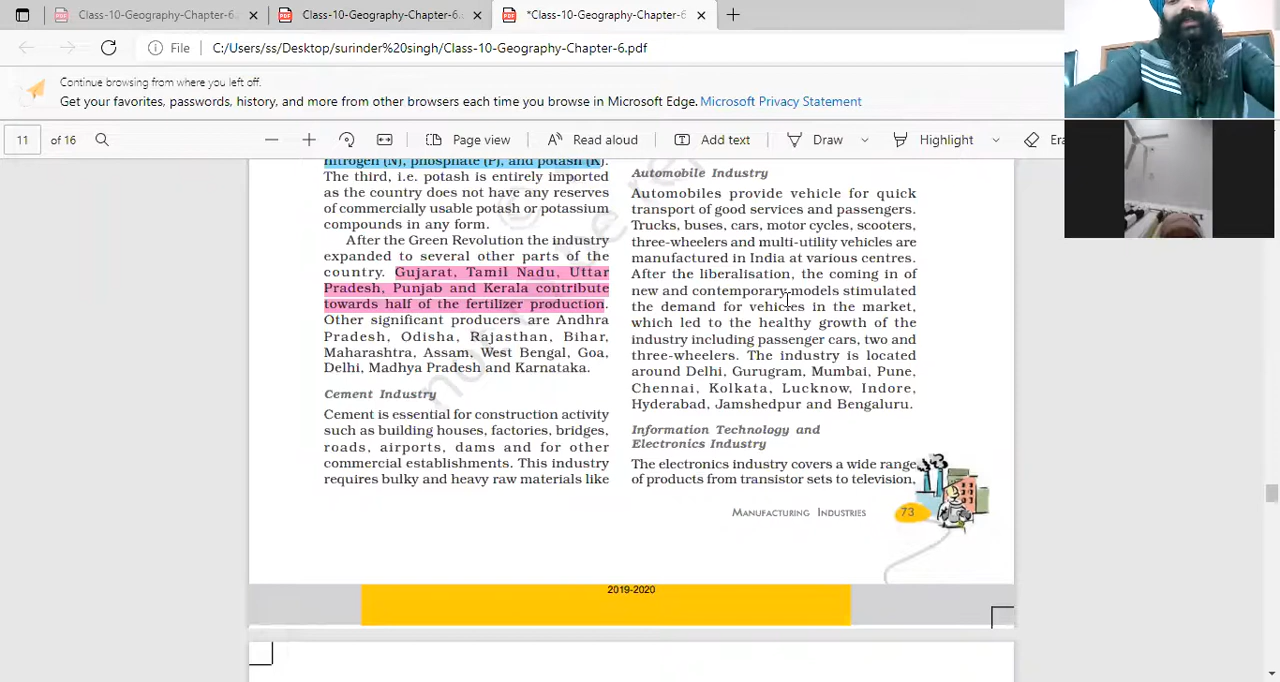 Class-10-Geography-Chapter-6.
Class-10-Geography-Chapter-6.
*Class-10-Geography-Chapter-6
File
C:/Users/ss/Desktop/surinder%20singh/Class-10-Geography-Chapter-6.pdf
Continue browsing from where you left off.
Get your favorites, passwords, history, and more from other browsers each time you browse in Microsoft Edge. Microsoft Privacy Statement
11 of 16
Page view
Read aloud
Add text
Draw
Highlight
Era
nitrogen (N), phosphate (P), and potash (K).
The third, i.e. potash is entirely imported
as the country does not have any reserves
of commercially usable potash or potassium
compounds in any form.
After the Green Revolution the industry
expanded to several other parts of the
country. Gujarat, Tamil Nadu, Uttar
Pradesh, Punjab and Kerala contribute
towards half of the fertilizer production.
Other significant producers are Andhra
Pradesh, Odisha, Rajasthan, Bihar,
Maharashtra, Assam, West Bengal, Goa,
Delhi, Madhya Pradesh and Karnataka.
Cement Industry
Cement is essential for construction activity
such as building houses, factories, bridges,
roads, airports, dams and for other
commercial establishments. This industry
requires bulky and heavy raw materials like
Automobile Industry
Automobiles provide vehicle for quick
transport of good services and passengers.
Trucks, buses, cars, motor cycles, scooters,
three-wheelers and multi-utility vehicles are
manufactured in India at various centres.
After the liberalisation, the coming in of
new and contemporary models stimulated
the demand for vehicles in the market,
which led to the healthy growth of the
industry including passenger cars, two and
three-wheelers. The industry is located
around Delhi, Gurugram, Mumbai, Pune,
Chennai, Kolkata, Lucknow, Indore,
Hyderabad, Jamshedpur and Bengaluru.
Information Technology and
Electronics Industry
The electronics industry covers a wide range
of products from transistor sets to television,
Manufacturing Industries
73
2019-2020